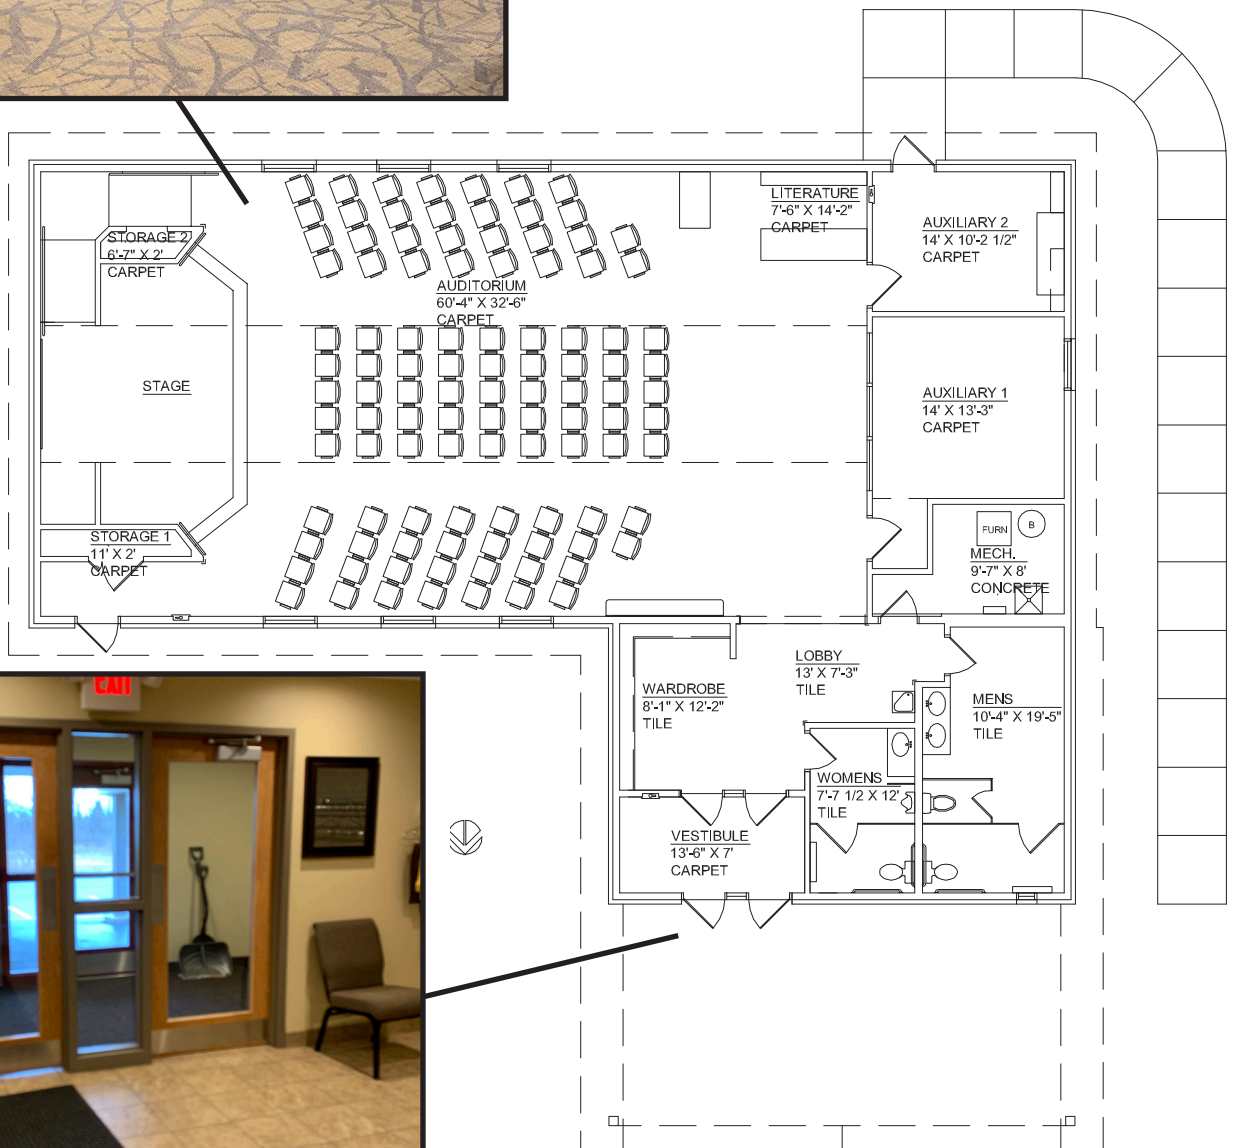 LITERATURE
7'-6" X 14'-2"
CARPET
AUXILIARY 2
14' X 10'-2 1/2"
CARPET
STORAGE 2
6'-7" X 2'
CARPET
AUDITORIUM
60'-4" X 32'-6"
CARPET
STAGE
AUXILIARY 1
14' X 13'-3"
CARPET
STORAGE 1
11' X 2'
CARPET
FURN
B
MECH.
9'-7" X 8'
CONCRETE
LOBBY
13' X 7'-3"
TILE
WARDROBE
8'-1" X 12'-2"
TILE
MENS
10'-4" X 19'-5"
TILE
WOMENS
7'-7 1/2 X 12'
TILE
VESTIBULE
13'-6" X 7'
CARPET
EXIT